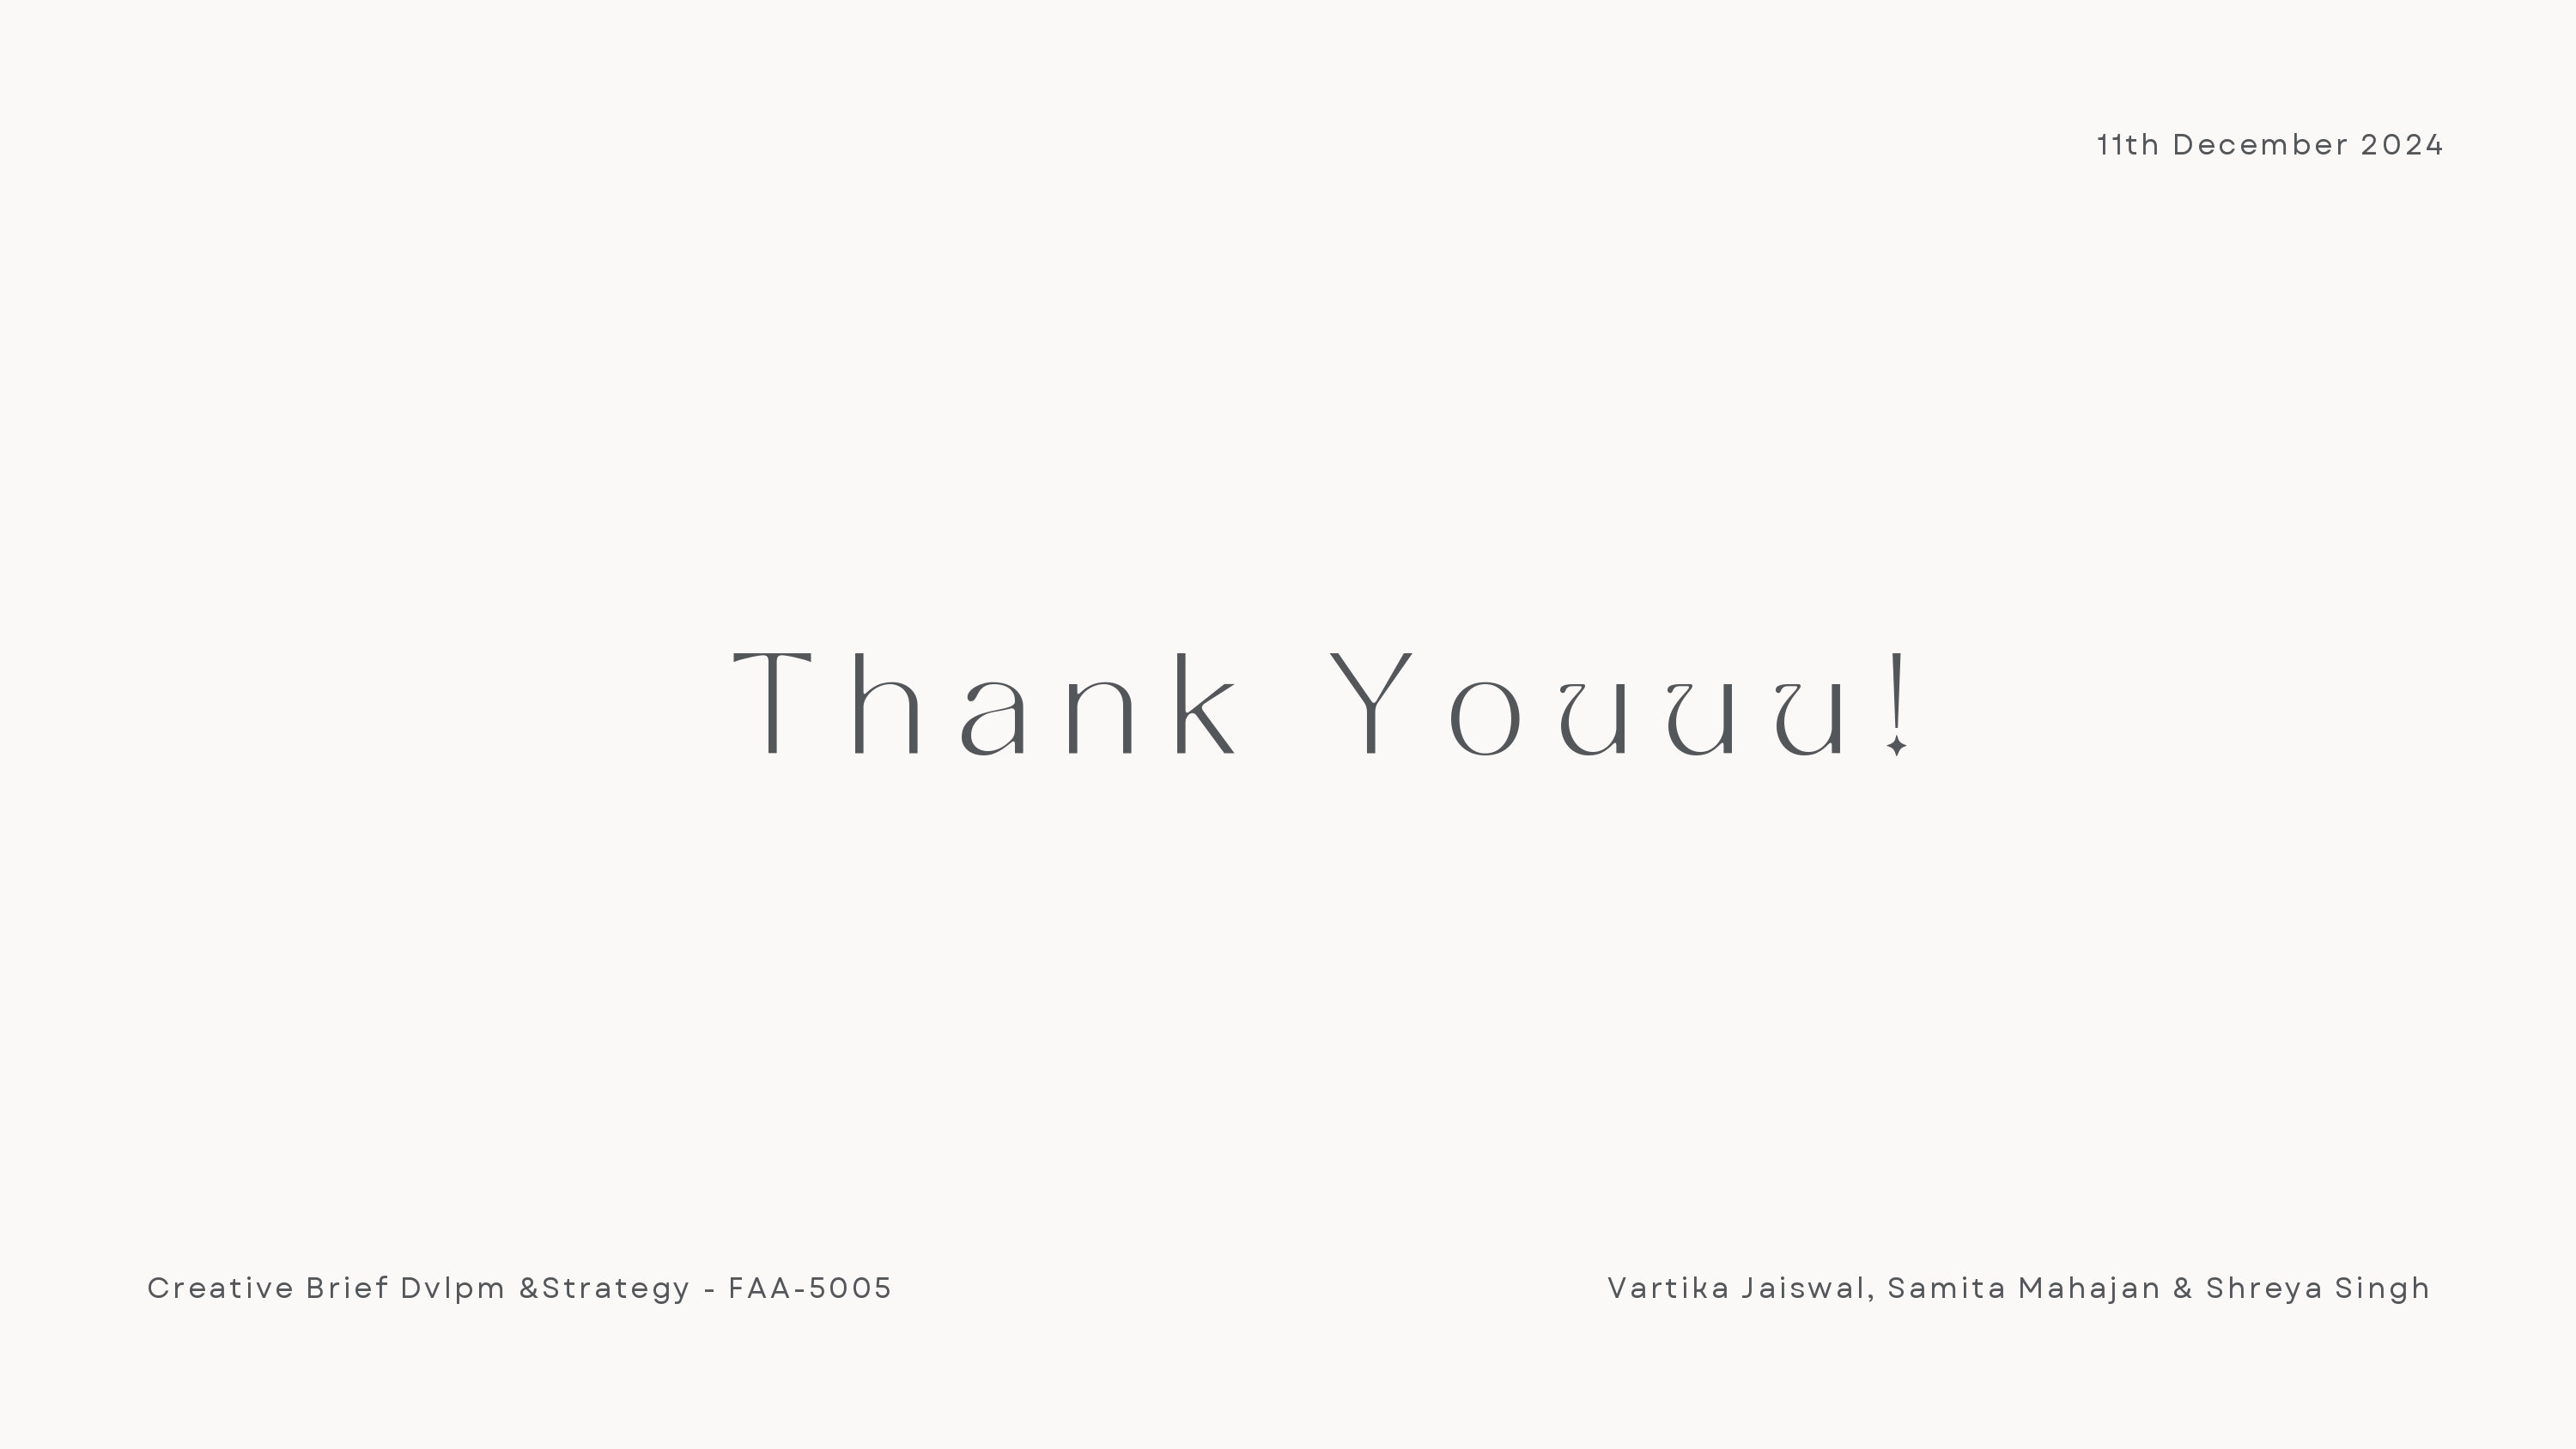 11th December 2024
Thank Youuu!
Creative Brief Dvlpm &Strategy - FAA-5005
Vartika Jaiswal, Samita Mahajan & Shreya Singh